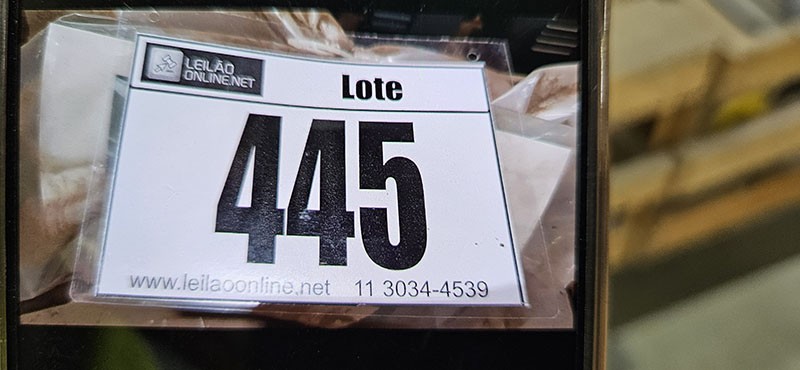 LEILÃO
ONLINE.NET
Lote
445
www.leilaoonline.net 11 3034-4539